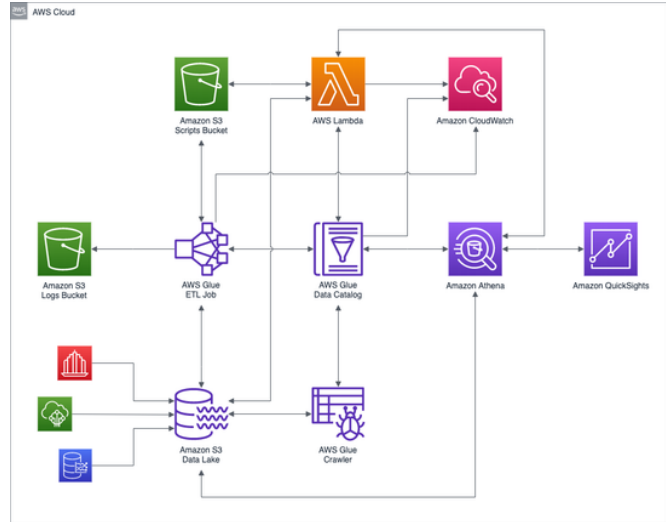 aws
AWS Cloud
Amazon S3
Scripts Bucket
AWS Lambda
Amazon CloudWatch
Amazon S3
Logs Bucket
AWS Glue
ETL Job
AWS Glue
Data Catalog
Amazon Athena
Amazon QuickSights
Amazon S3
Data Lake
AWS Glue
Crawler